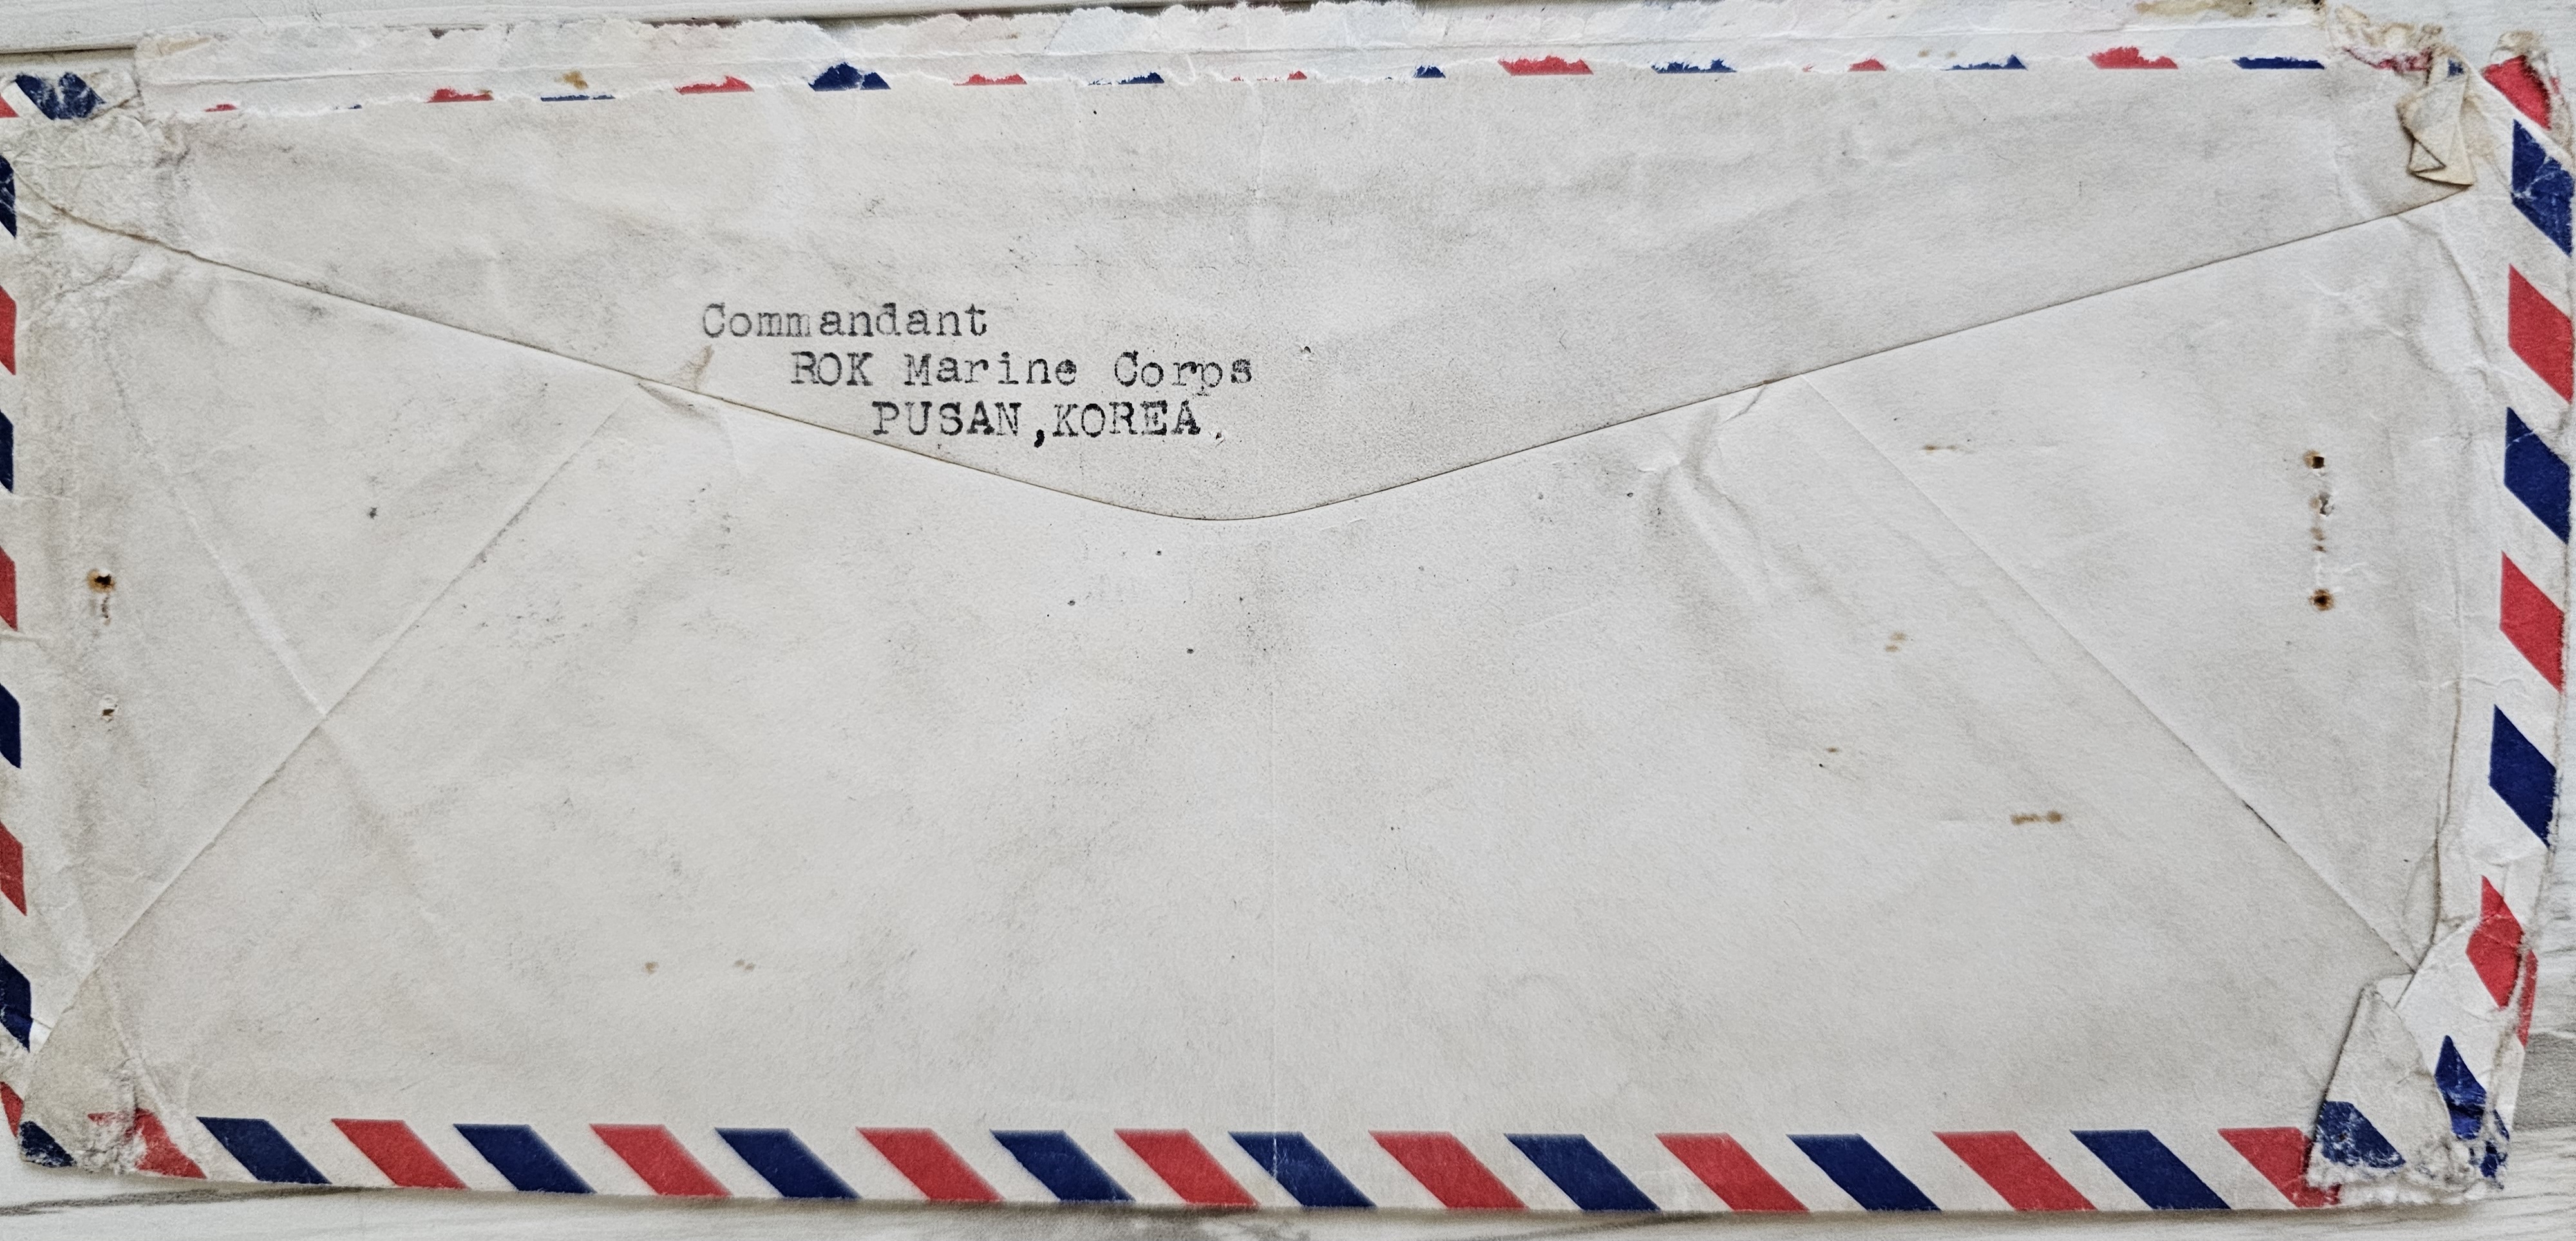 Commandant
ROK Marine Corps
PUSAN,KOREA.